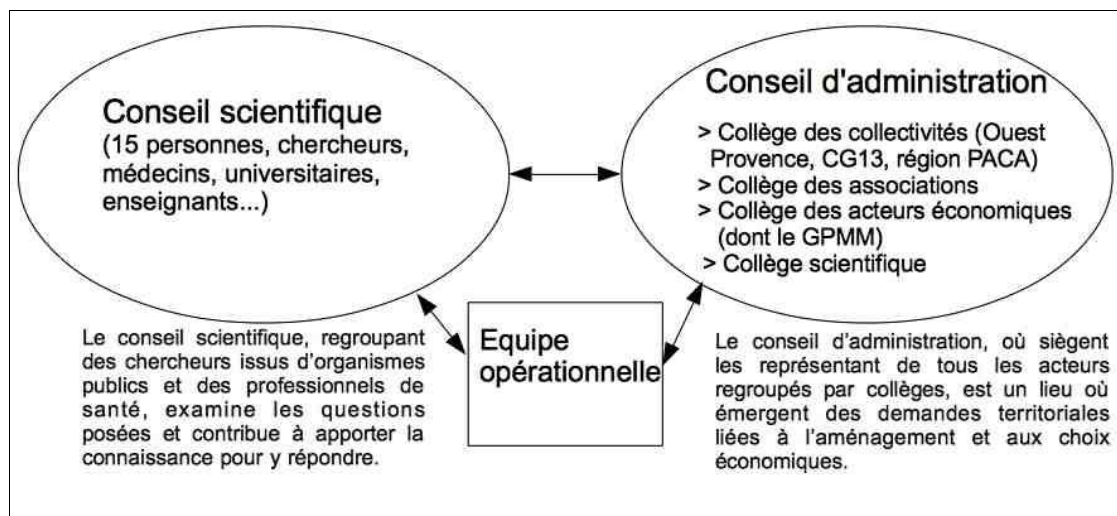 Conseil scientifique
(15 personnes, chercheurs,
médecins, universitaires,
enseignants...)
Conseil d'administration
> Collège des collectivités (Ouest
Provence, CG13, région PACA)
> Collège des associations
> Collège des acteurs économiques
(dont le GPMM)
> Collège scientifique
Equipe
opérationnelle
Le conseil scientifique, regroupant
des chercheurs issus d’organismes
publics et des professionnels de
santé, examine les questions
posées et contribue à apporter la
connaissance pour y répondre.
Le conseil d’administration, où siègent
les représentant de tous les acteurs
regroupés par collèges, est un lieu où
émergent des demandes territoriales
liées à l’aménagement et aux choix
économiques.